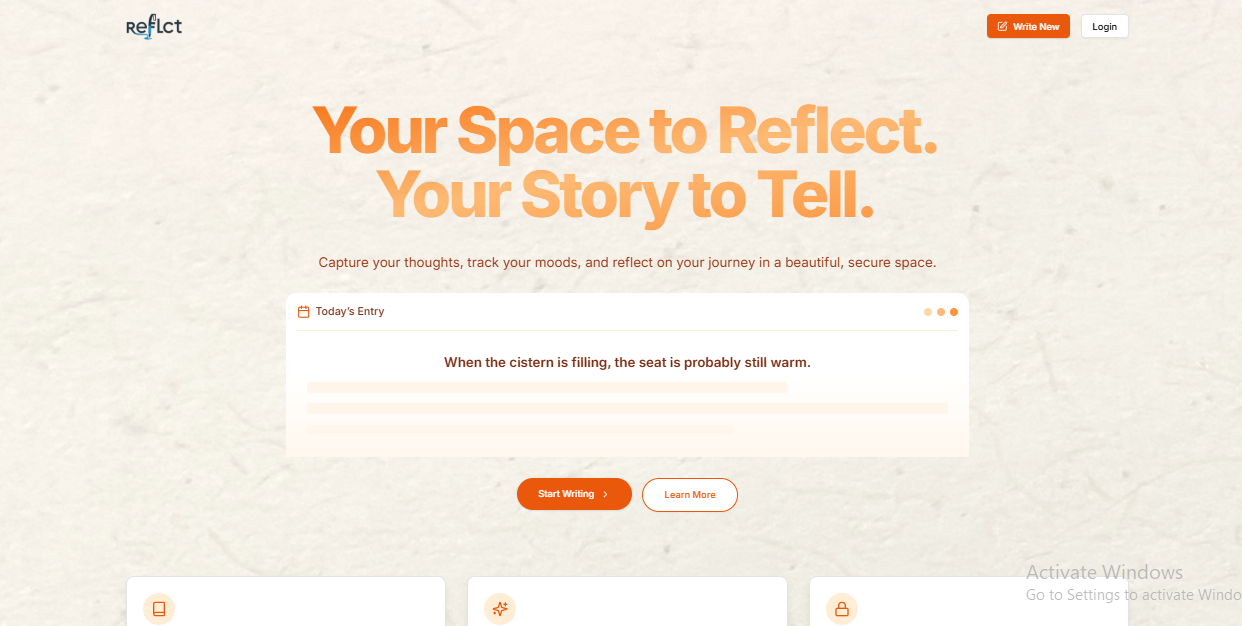 Reflct
Write New
Login
Your Space to Reflect.
Your Story to Tell.
Capture your thoughts, track your moods, and reflect on your journey in a beautiful, secure space.
Today's Entry
When the cistern is filling, the seat is probably still warm.
Start Writing
Learn More
Activate Windows
Go to Settings to activate Windo